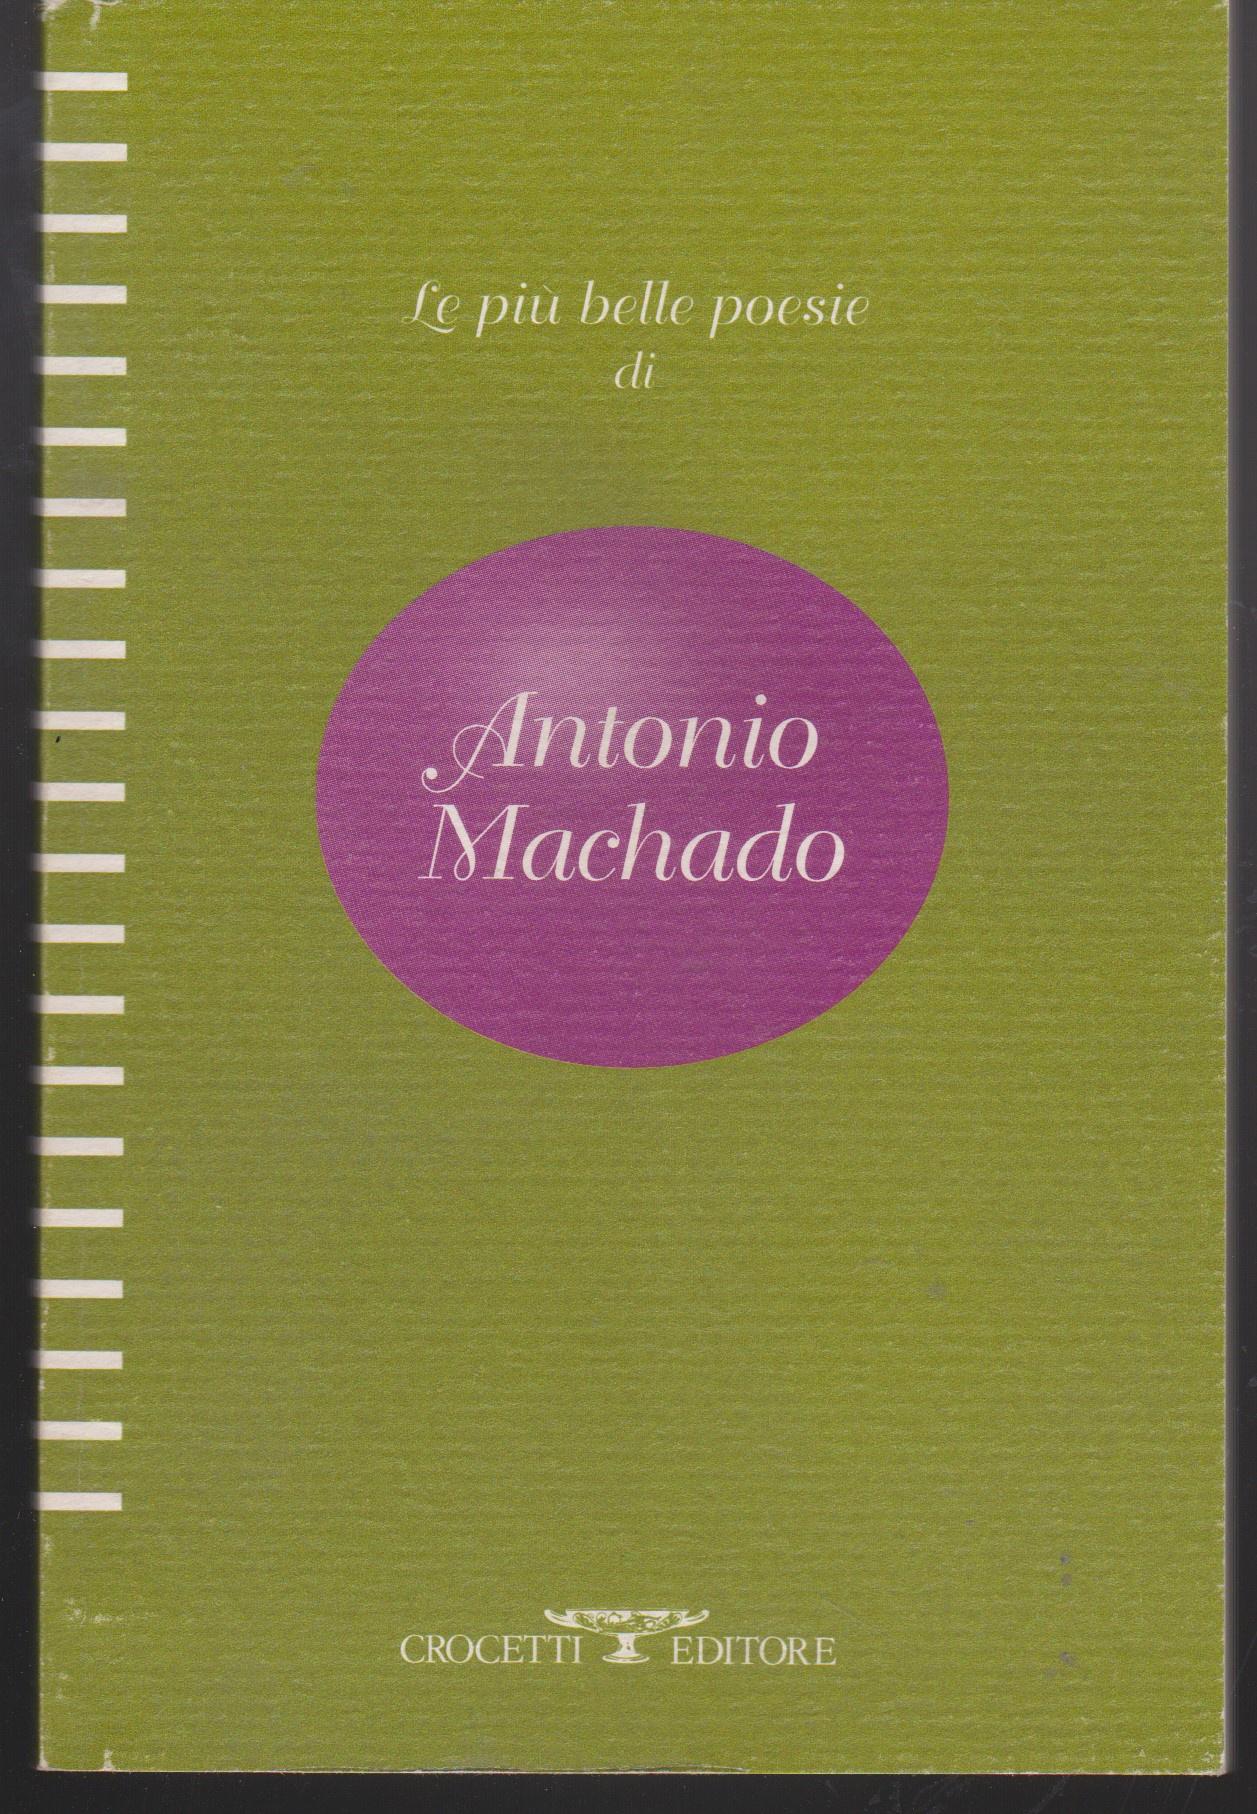 Le più belle poesie
di
Antonio
Machado
CROCETTI EDITORE